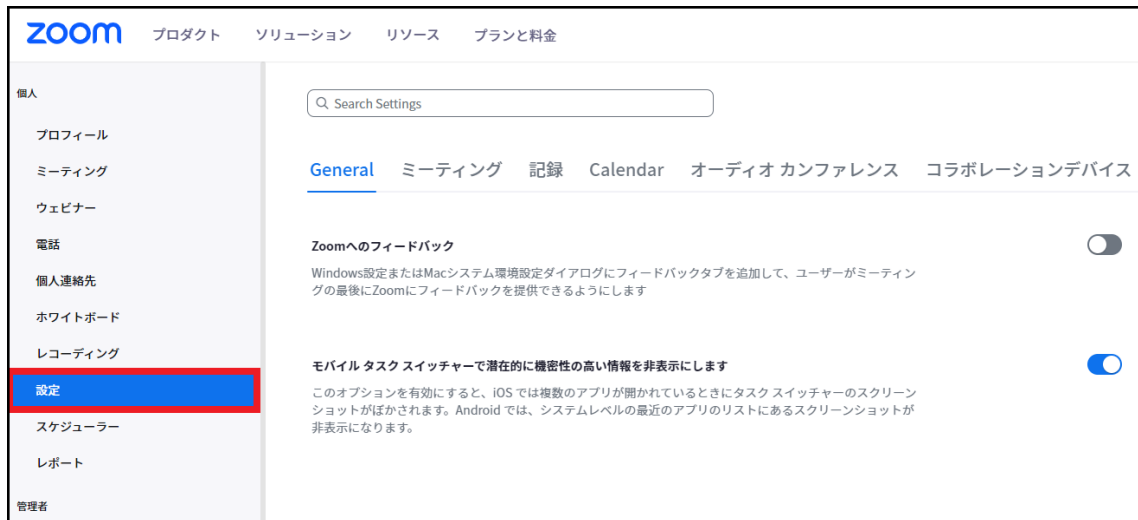 zoom プロダクト ソリューション リソース プランと料金
個人
プロフィール
ミーティング
ウェビナー
電話
個人連絡先
ホワイトボード
レコーディング
設定
スケジューラー
レポート
管理者
Search Settings
General ミーティング 記録 Calendar オーディオ カンファレンス コラボレーションデバイス
Zoomへのフィードバック
Windows設定またはMacシステム環境設定ダイアログにフィードバックタブを追加して、ユーザーがミーティン
グの最後にZoomにフィードバックを提供できるようにします
モバイル タスク スイッチャーで潜在的に機密性の高い情報を非表示にします
このオプションを有効にすると、iOS では複数のアプリが開かれているときにタスク スイッチャーのスクリーン
ショットがぼかされます。Android では、システムレベルの最近のアプリのリストにあるスクリーンショットが
非表示になります。